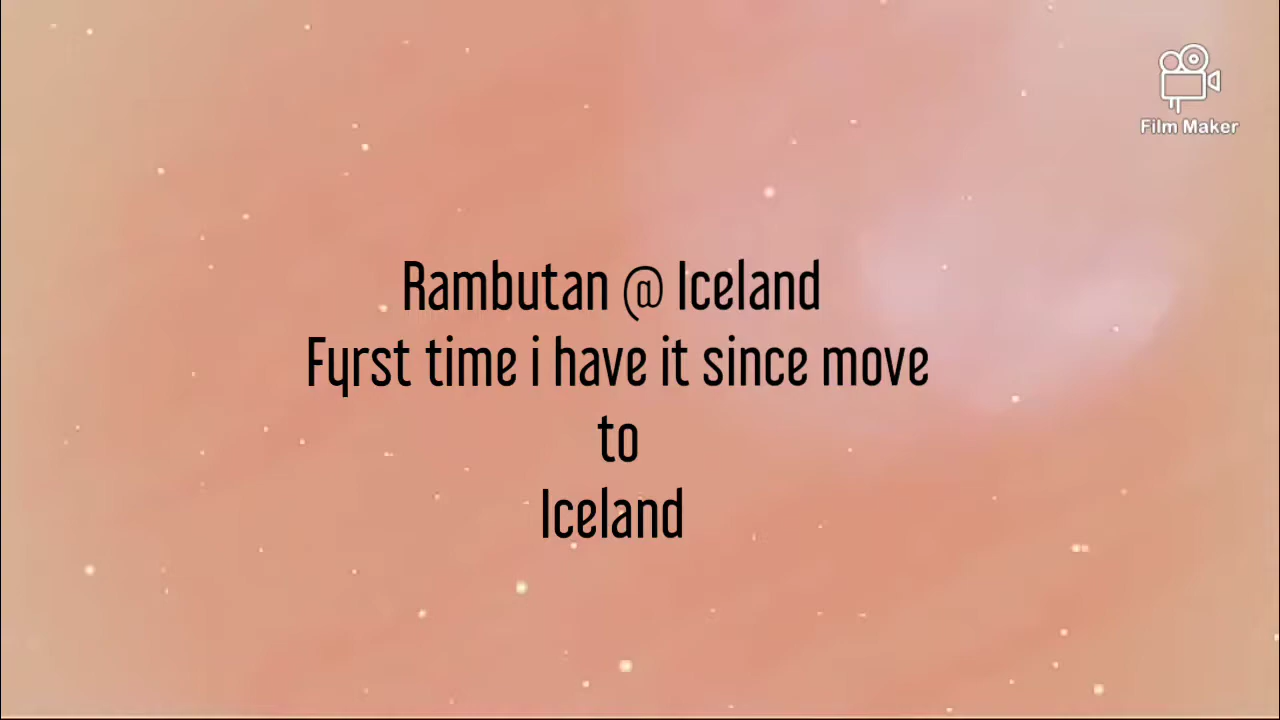 Film Maker
Rambutan @ Iceland
Fyrst time i have it since move
to
Iceland